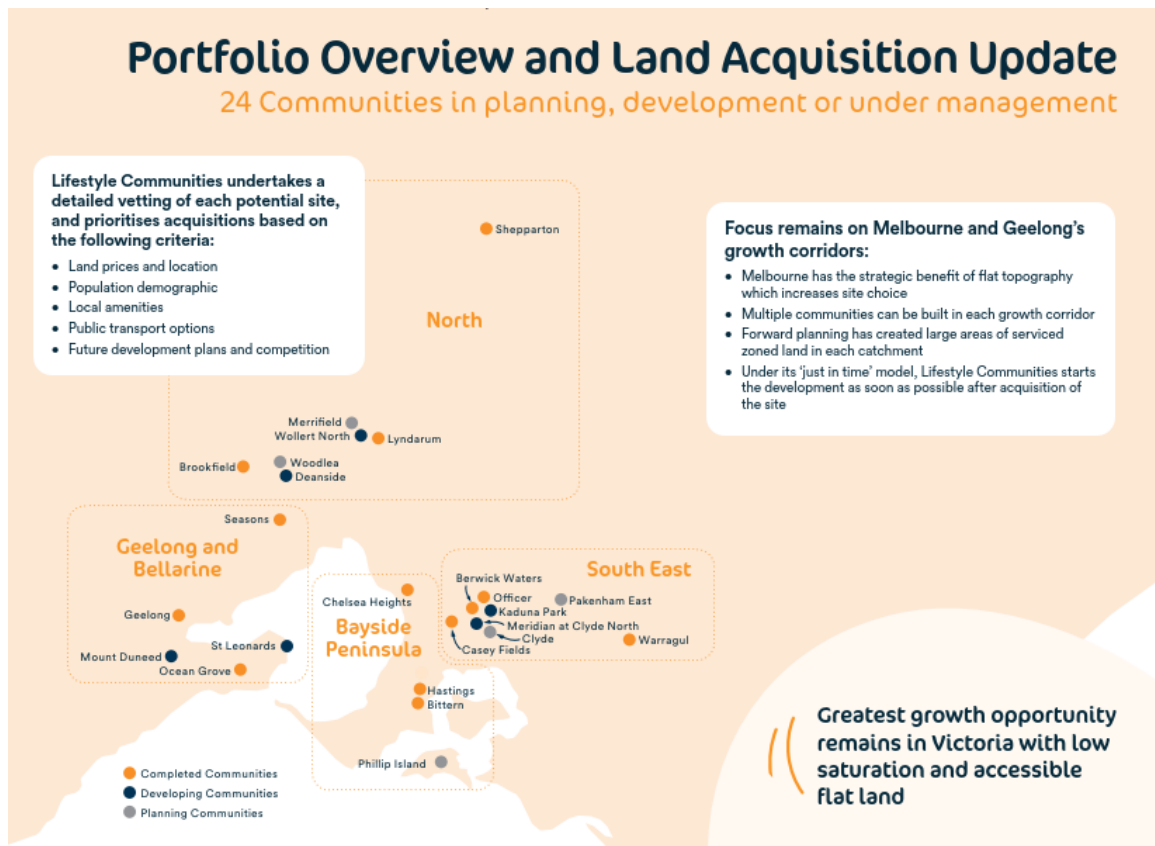 Portfolio Overview and Land Acquisition Update
24 Communities in planning, development or under management
Lifestyle Communities undertakes a
detailed vetting of each potential site,
and prioritises acquisitions based on
the following criteria:
• Land prices and location
• Population demographic
• Local amenities
• Public transport options
• Future development plans and competition
Focus remains on Melbourne and Geelong's
growth corridors:
• Melbourne has the strategic benefit of flat topography
which increases site choice
• Multiple communities can be built in each growth corridor
• Forward planning has created large areas of serviced
zoned land in each catchment
• Under its 'just in time' model, Lifestyle Communities starts
the development as soon as possible after acquisition of
the site
Shepparton
North
Merrifield
Wollert North
Lyndarum
Brookfield
Woodlea
Deanside
Seasons
Geelong and
Bellarine
Geelong
St Leonards
Mount Duneed
Ocean Grove
Chelsea Heights
Bayside
Peninsula
Hastings
Bittern
Phillip Island
South East
Berwick Waters
Officer
Pakenham East
Kaduna Park
Meridian at Clyde North
Clyde
Warragul
Casey Fields
Completed Communities
Developing Communities
Planning Communities
Greatest growth opportunity
remains in Victoria with low
saturation and accessible
flat land